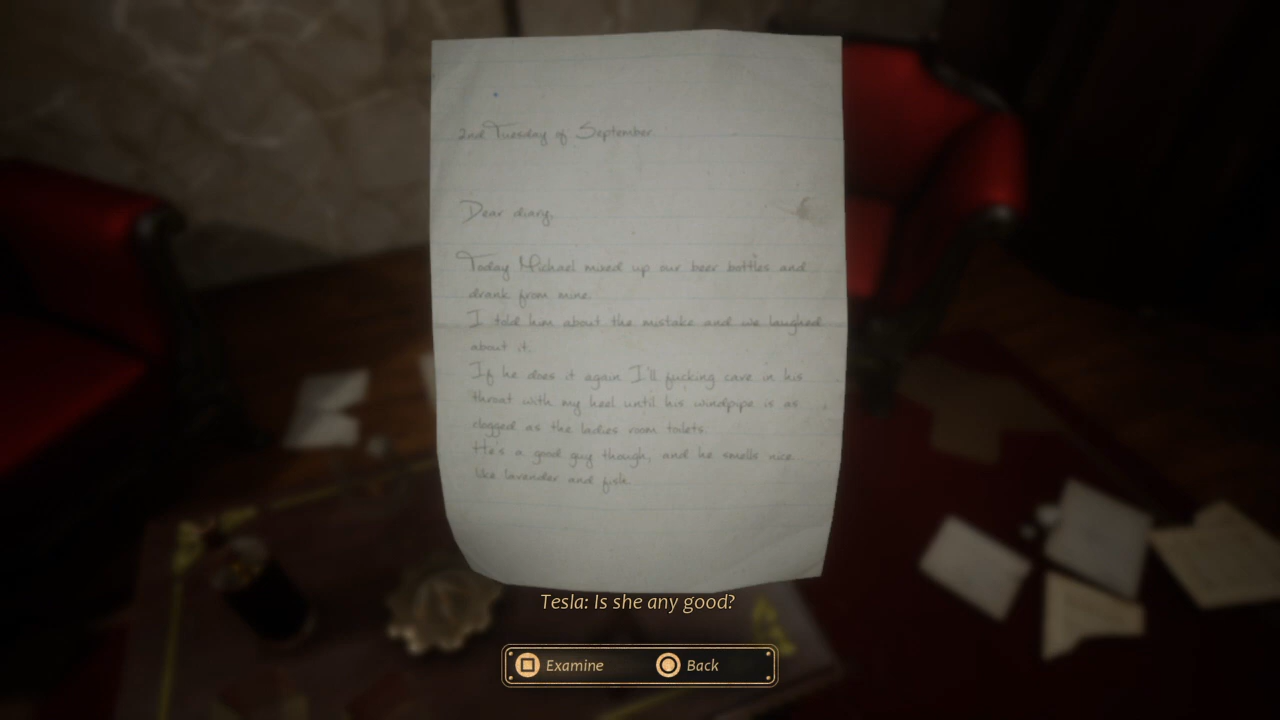 2nd Tuesday of September
Dear diary,
Today Michael mixed up our beer bottles and
drank from mine.
I told him about the mistake and we laughed
about it.
If he does it again I'll fucking cave in his
throat with my heel until his windpipe is as
clogged as the ladies room toilets.
He's a good guy though, and he smells nice
like lavender and fish.
Tesla: Is she any good?
Examine
Back